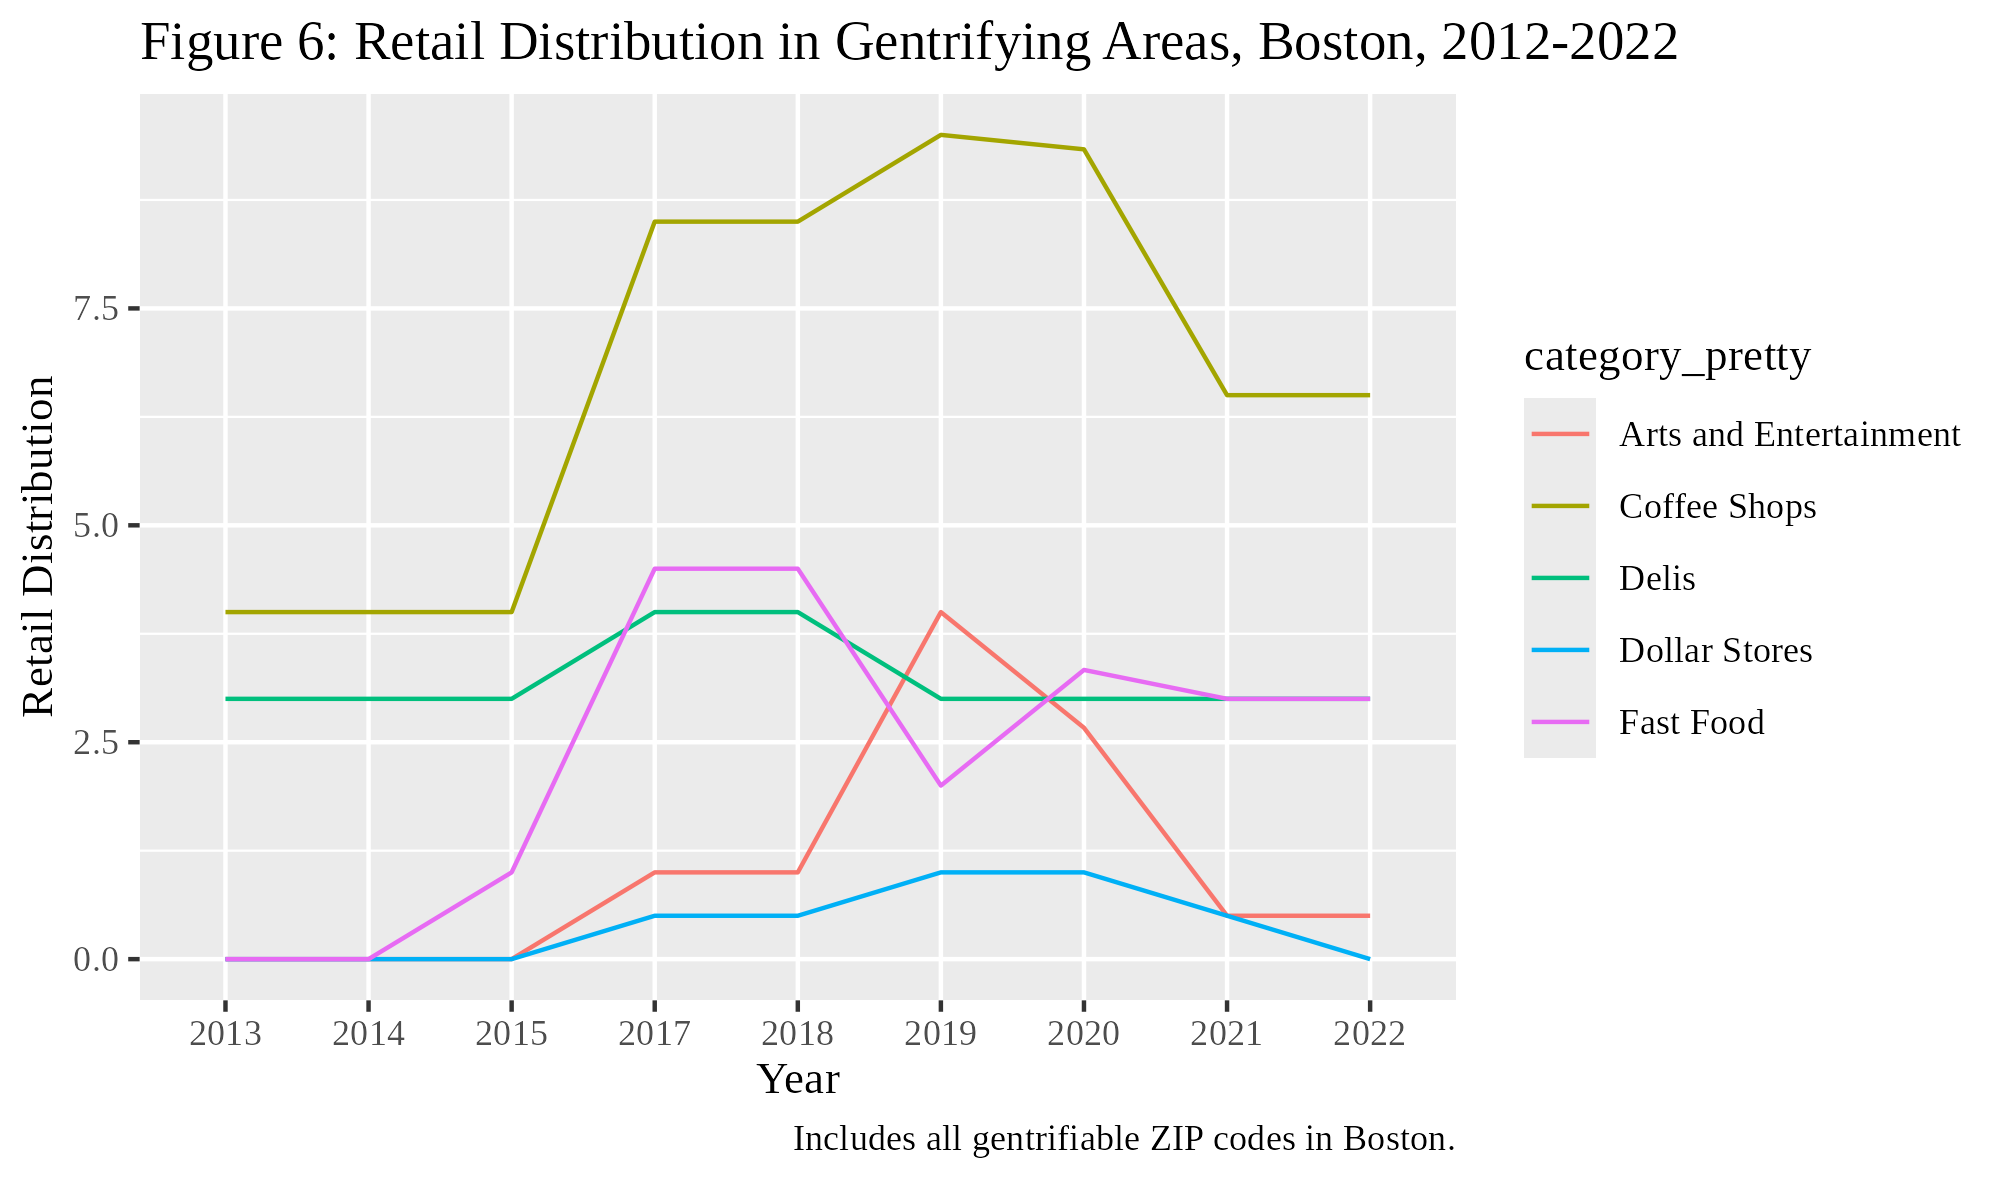 Figure 6: Retail Distribution in Gentrifying Areas, Boston, 2012-2022
Retail Distribution
7.5
5.0
2.5
0.0
2013 2014 2015 2017 2018 2019 2020 2021 2022
Year
Includes all gentrifiable ZIP codes in Boston.
category_pretty
Arts and Entertainment
Coffee Shops
Delis
Dollar Stores
Fast Food